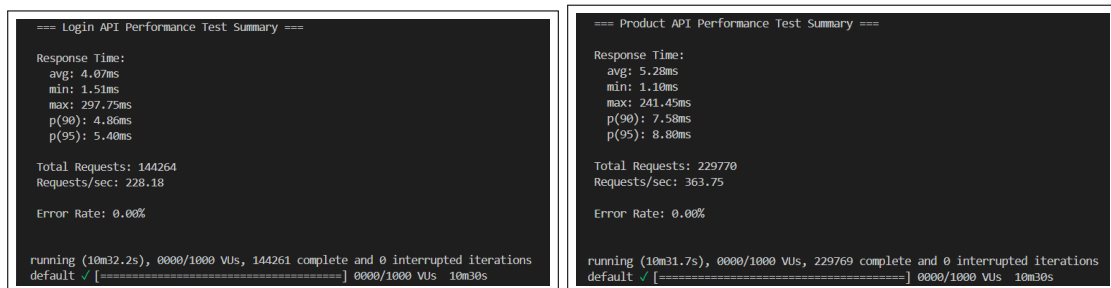 === Login API Performance Test Summary ===
Response Time:
avg: 4.07ms
min: 1.51ms
max: 297.75ms
p(90): 4.86ms
p(95): 5.40ms
Total Requests: 144264
Requests/sec: 228.18
Error Rate: 0.00%
running (10m32.2s), 0000/1000 VUs, 144261 complete and 0 interrupted iterations
default ✓ [======================================] 0000/1000 VUs  10m30s
=== Product API Performance Test Summary ===
Response Time:
avg: 5.28ms
min: 1.10ms
max: 241.45ms
p(90): 7.58ms
p(95): 8.80ms
Total Requests: 229770
Requests/sec: 363.75
Error Rate: 0.00%
running (10m31.7s), 0000/1000 VUs, 229769 complete and 0 interrupted iterations
default ✓ [======================================] 0000/1000 VUs  10m30s